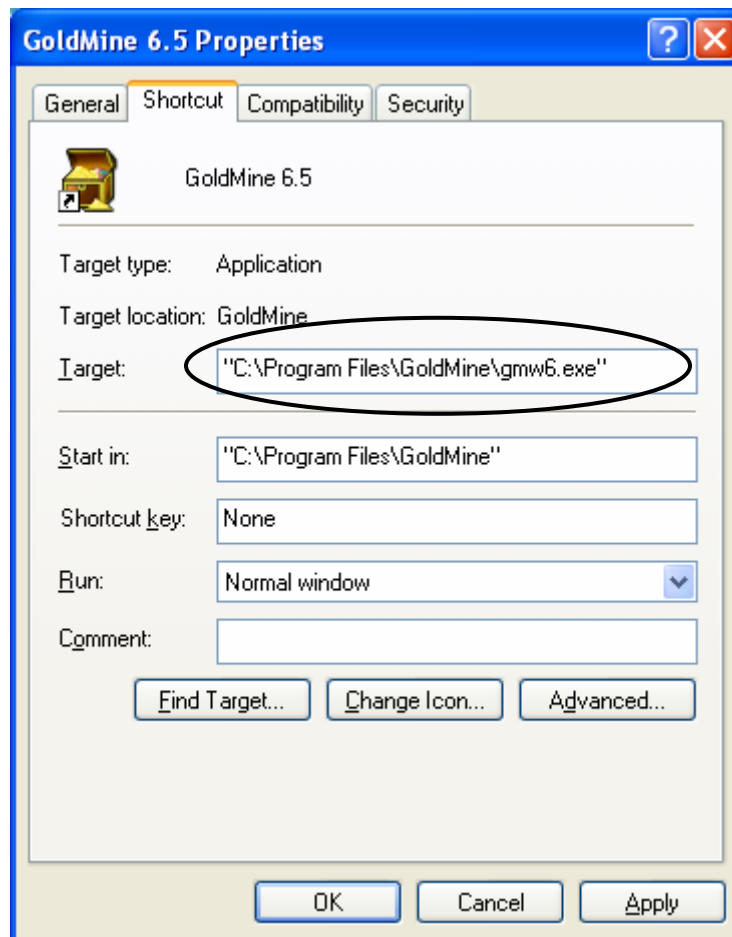 GoldMine 6.5 Properties
General Shortcut Compatibility Security
GoldMine 6.5
Target type: Application
Target location: GoldMine
Target: "C:\Program Files\GoldMine\gmw6.exe"
Start in: "C:\Program Files\GoldMine"
Shortcut key: None
Run: Normal window
Comment:
Find Target... Change Icon... Advanced...
OK Cancel Apply